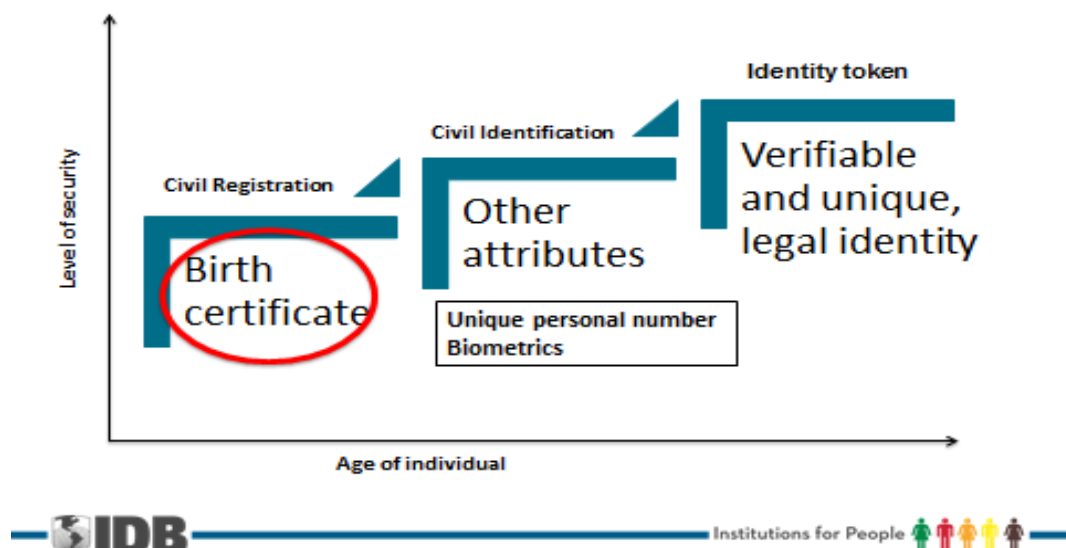 Identity token
Civil Identification
Verifiable
and unique,
legal identity
Civil Registration
Other
attributes
Birth
certificate
Unique personal number
Biometrics
Level of security
Age of individual
IDB
Institutions for People